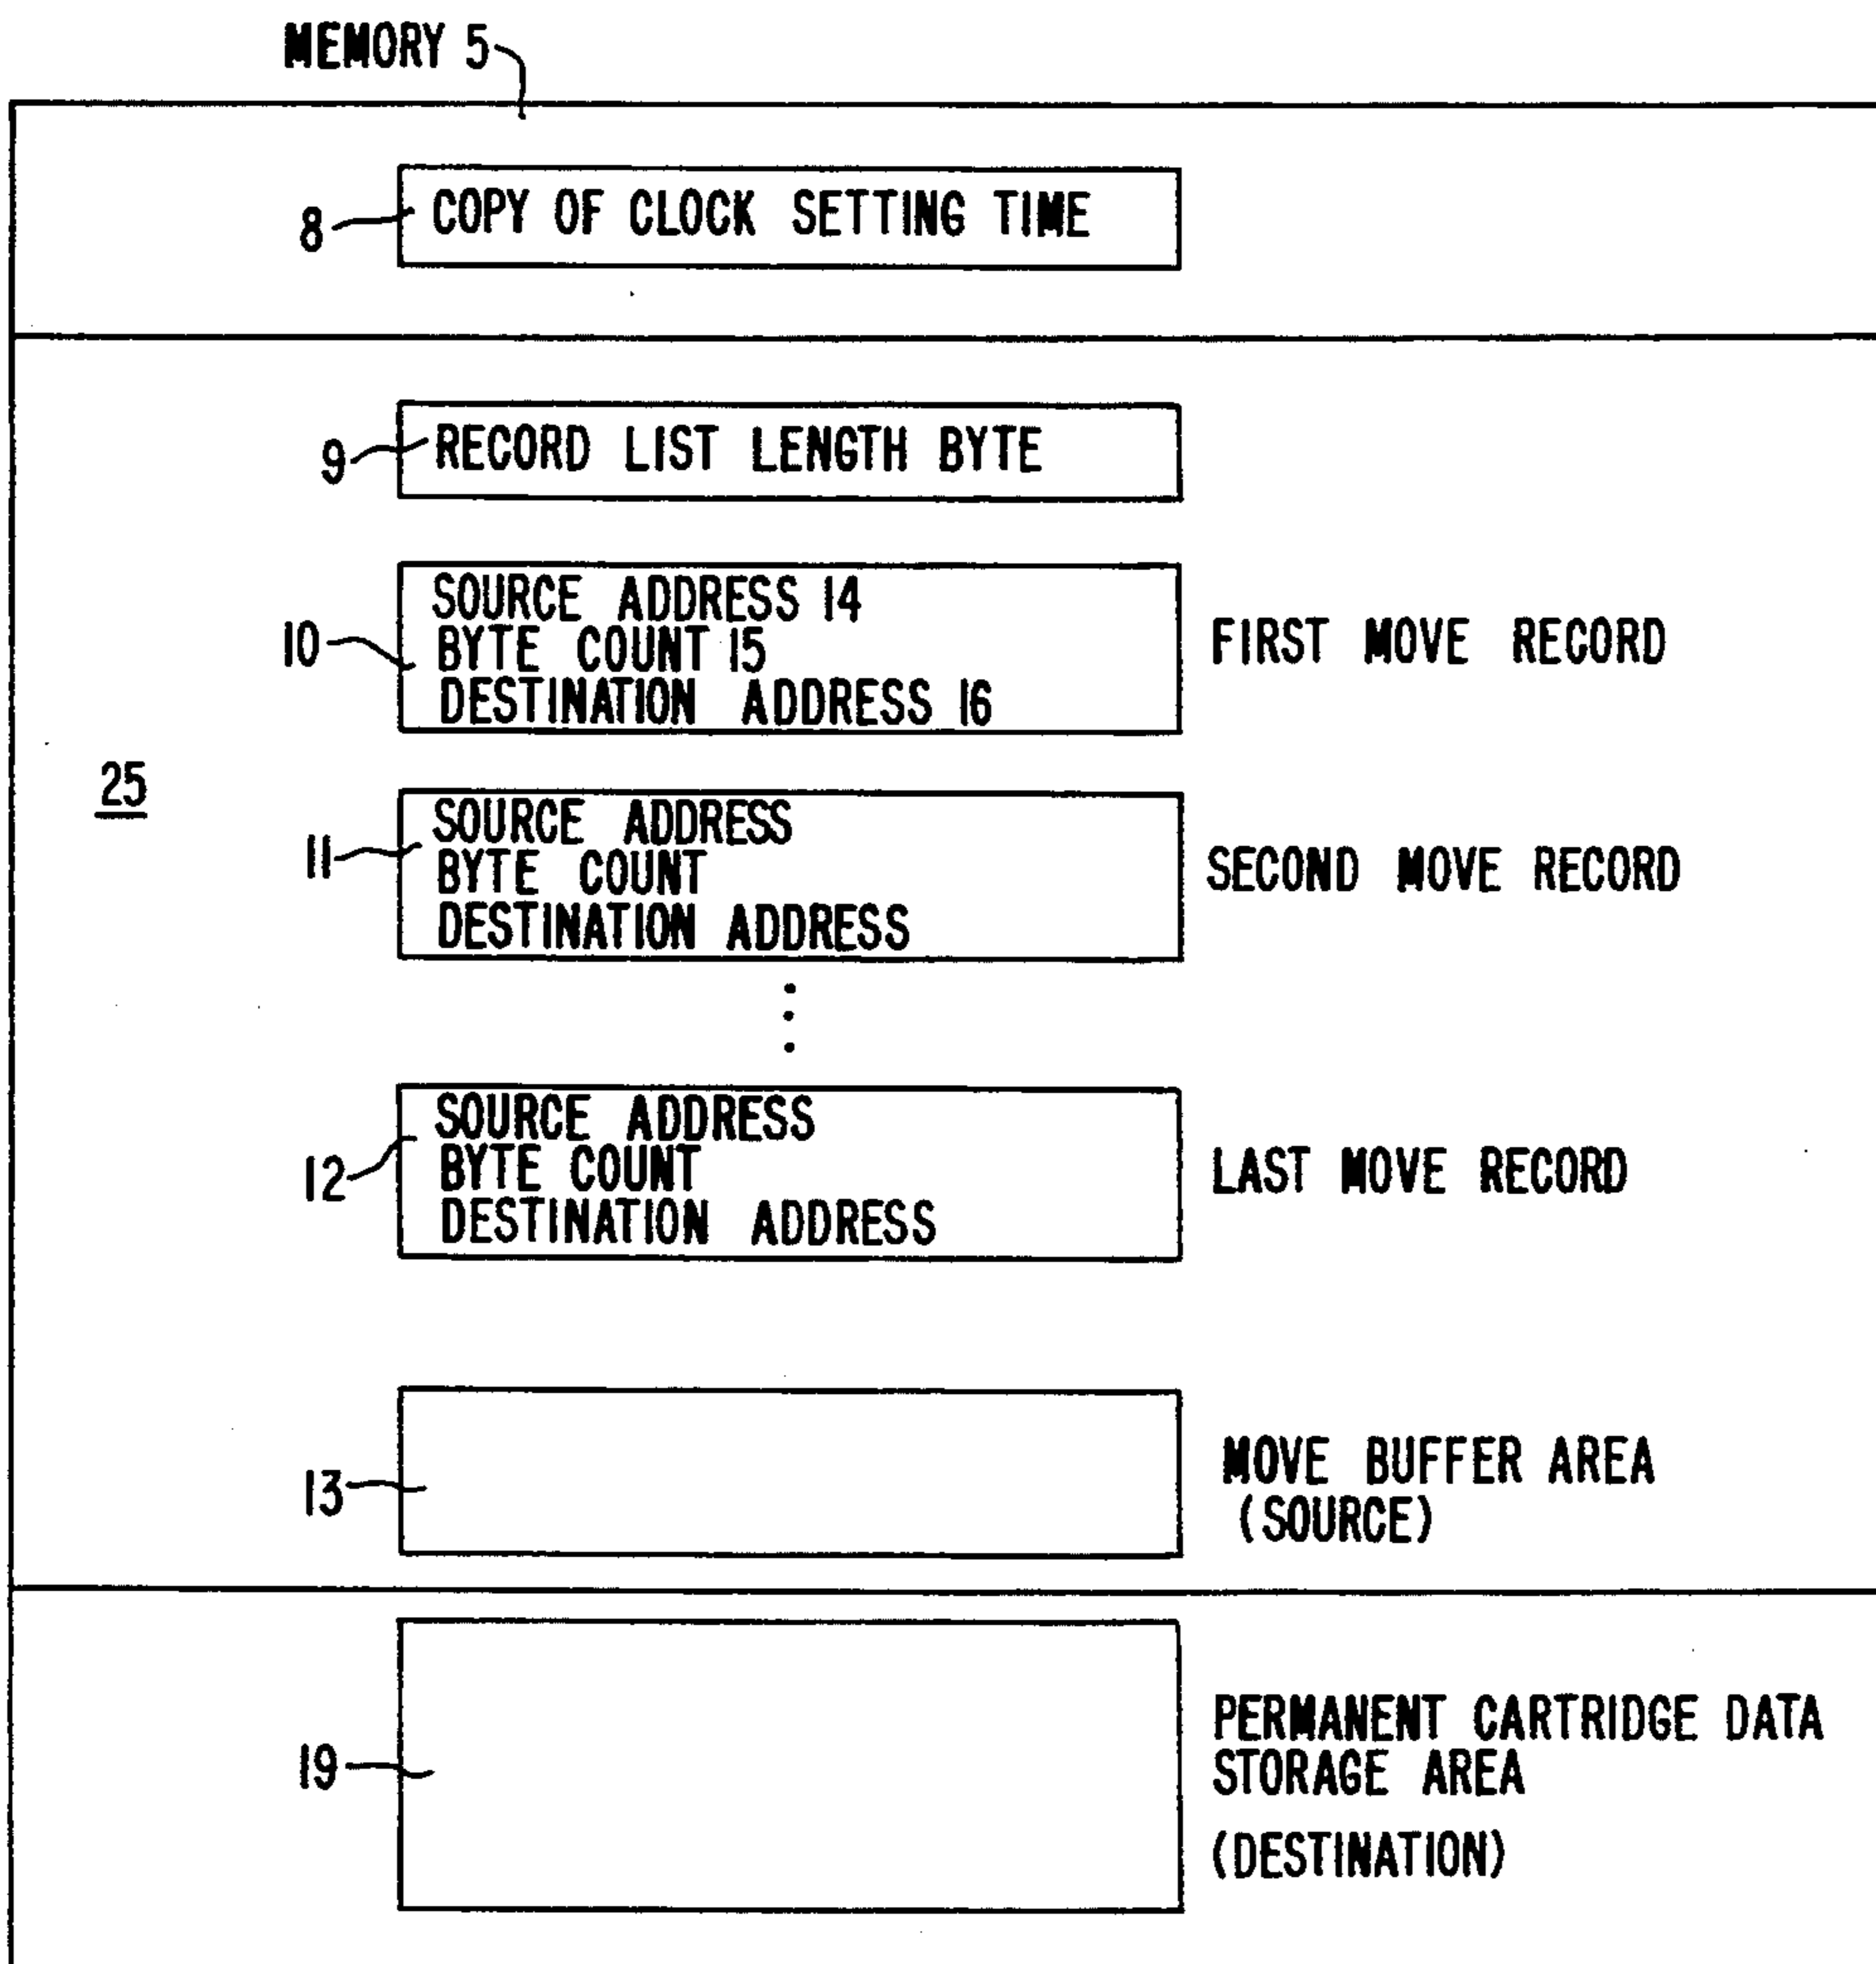 MEMORY 5
8
COPY OF CLOCK SETTING TIME
9
RECORD LIST LENGTH BYTE
10
SOURCE ADDRESS 14
BYTE COUNT 15
DESTINATION ADDRESS 16
FIRST MOVE RECORD
25
11
SOURCE ADDRESS
BYTE COUNT
DESTINATION ADDRESS
SECOND MOVE RECORD
12
SOURCE ADDRESS
BYTE COUNT
DESTINATION ADDRESS
LAST MOVE RECORD
13
MOVE BUFFER AREA
(SOURCE)
19
PERMANENT CARTRIDGE DATA
STORAGE AREA
(DESTINATION)